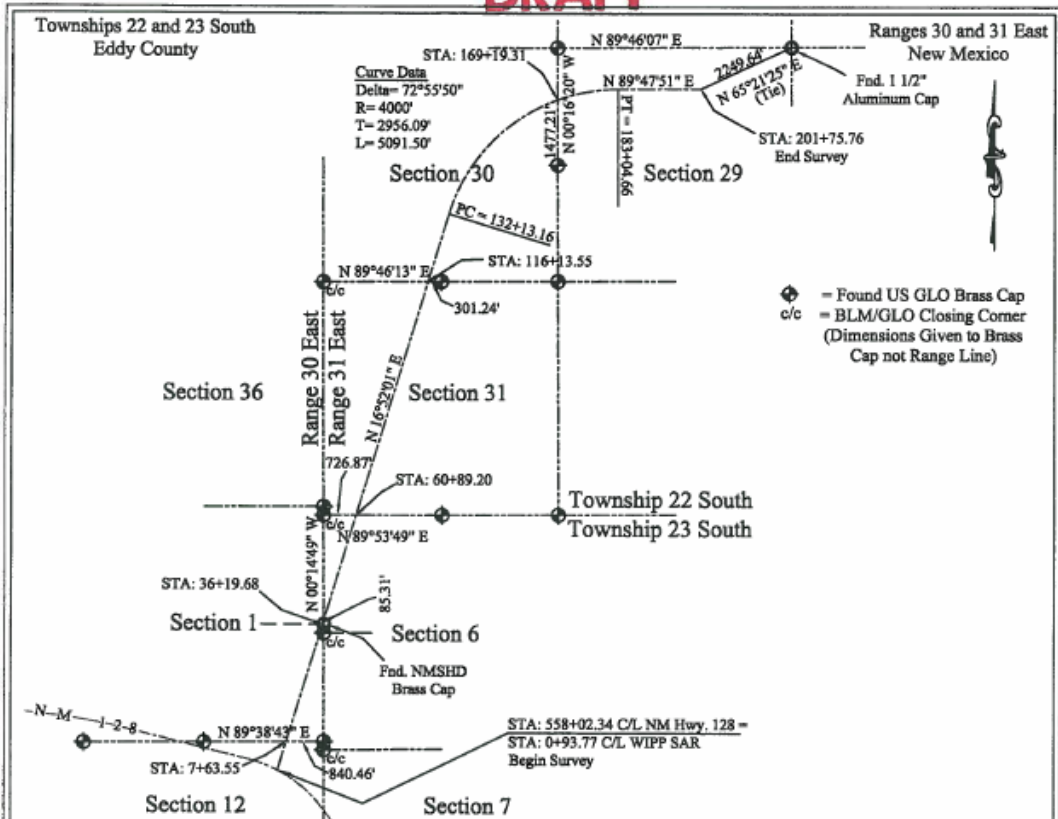 DRAFT
Townships 22 and 23 South
Eddy County
Ranges 30 and 31 East
New Mexico
N 89°46'07" E
STA: 169+19.31
Curve Data
Delta= 72°55'50"
R= 4000'
T= 2956.09'
L= 5091.50'
N 89°47'51" E
2249.64'
N 65°21'25" E
(Tie)
Fnd. 1 1/2"
Aluminum Cap
1477.21'
N 00°16'20" W
PT = 183+04.66
STA: 201+75.76
End Survey
Section 30
Section 29
PC = 132+13.16
N 89°46'13" E
STA: 116+13.55
c/c
301.24'
= Found US GLO Brass Cap
c/c = BLM/GLO Closing Corner
(Dimensions Given to Brass
Cap not Range Line)
Section 36
Range 30 East
Range 31 East
N 16°52'01" E
Section 31
726.87'
STA: 60+89.20
c/c
N 89°53'49" E
Township 22 South
Township 23 South
N 00°14'49" W
STA: 36+19.68
85.31'
Section 1
Section 6
c/c
Fnd. NMSHD
Brass Cap
N M 1-2-8
N 89°38'43" E
STA: 7+63.55
c/c
840.46'
STA: 558+02.34 C/L NM Hwy. 128 =
STA: 0+93.77 C/L WIPP SAR
Begin Survey
Section 12
Section 7